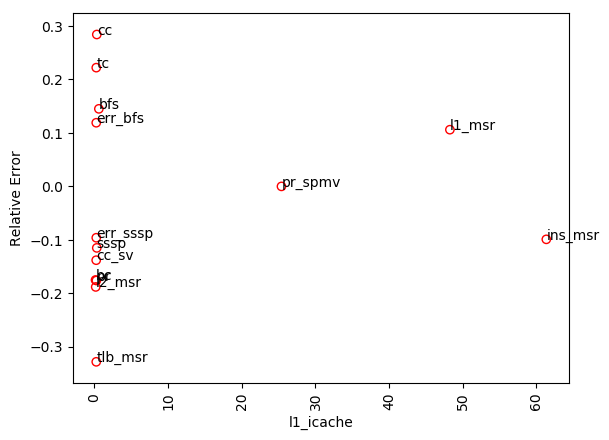 0.3
0.2
0.1
0.0
−0.1
−0.2
−0.3
Relative Error
cc
tc
bfs
err_bfs
l1_msr
pr_spmv
err_sssp
sssp
ins_msr
cc_sv
l2_msr
tlb_msr
0
10
20
30
40
50
60
l1_icache